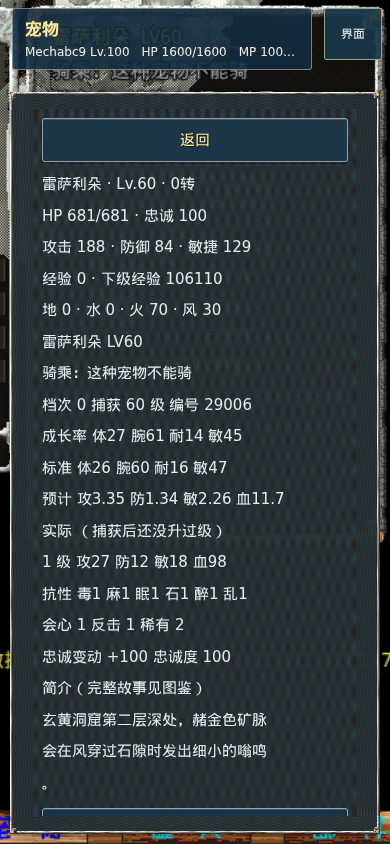 宠物
Mechabc9 Lv.100 HP 1600/1600 MP 100...
界面
返回
雷萨利朵 · Lv.60 · 0转
HP 681/681 · 忠诚 100
攻击 188 · 防御 84 · 敏捷 129
经验 0 · 下级经验 106110
地 0 · 水 0 · 火 70 · 风 30
雷萨利朵 LV60
骑乘：这种宠物不能骑
档次 0 捕获 60 级 编号 29006
成长率 体27 腕61 耐14 敏45
标准 体26 腕60 耐16 敏47
预计 攻3.35 防1.34 敏2.26 血11.7
实际（捕获后还没升过级）
1 级 攻27 防12 敏18 血98
抗性 毒1 麻1 眠1 石1 醉1 乱1
会心 1 反击 1 稀有 2
忠诚变动 +100 忠诚度 100
简介（完整故事见图鉴）
玄黄洞窟第二层深处，赭金色矿脉
会在风穿过石隙时发出细小的嗡鸣
。